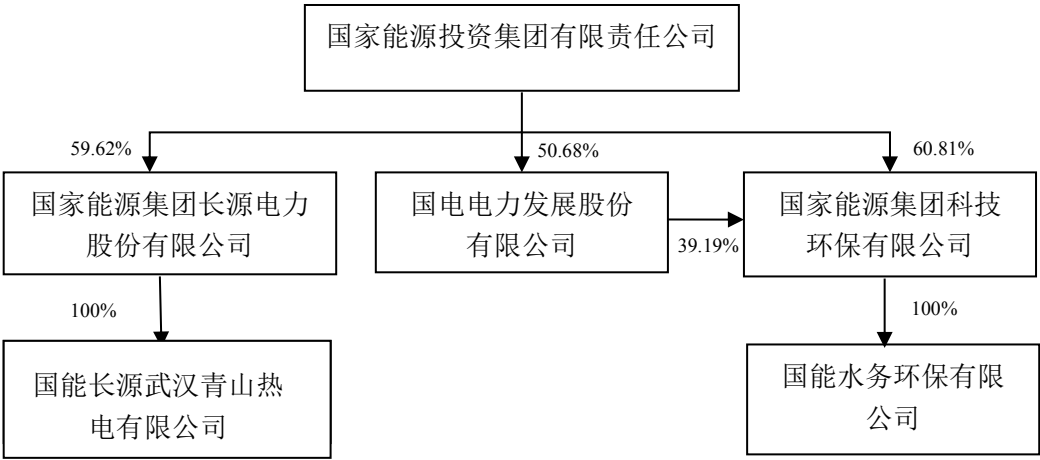 国家能源投资集团有限责任公司
59.62%
50.68%
60.81%
国家能源集团长源电力
股份有限公司
国电电力发展股份
有限公司
39.19%
国家能源集团科技
环保有限公司
100%
100%
国能长源武汉青山热
电有限公司
国能水务环保有限
公司